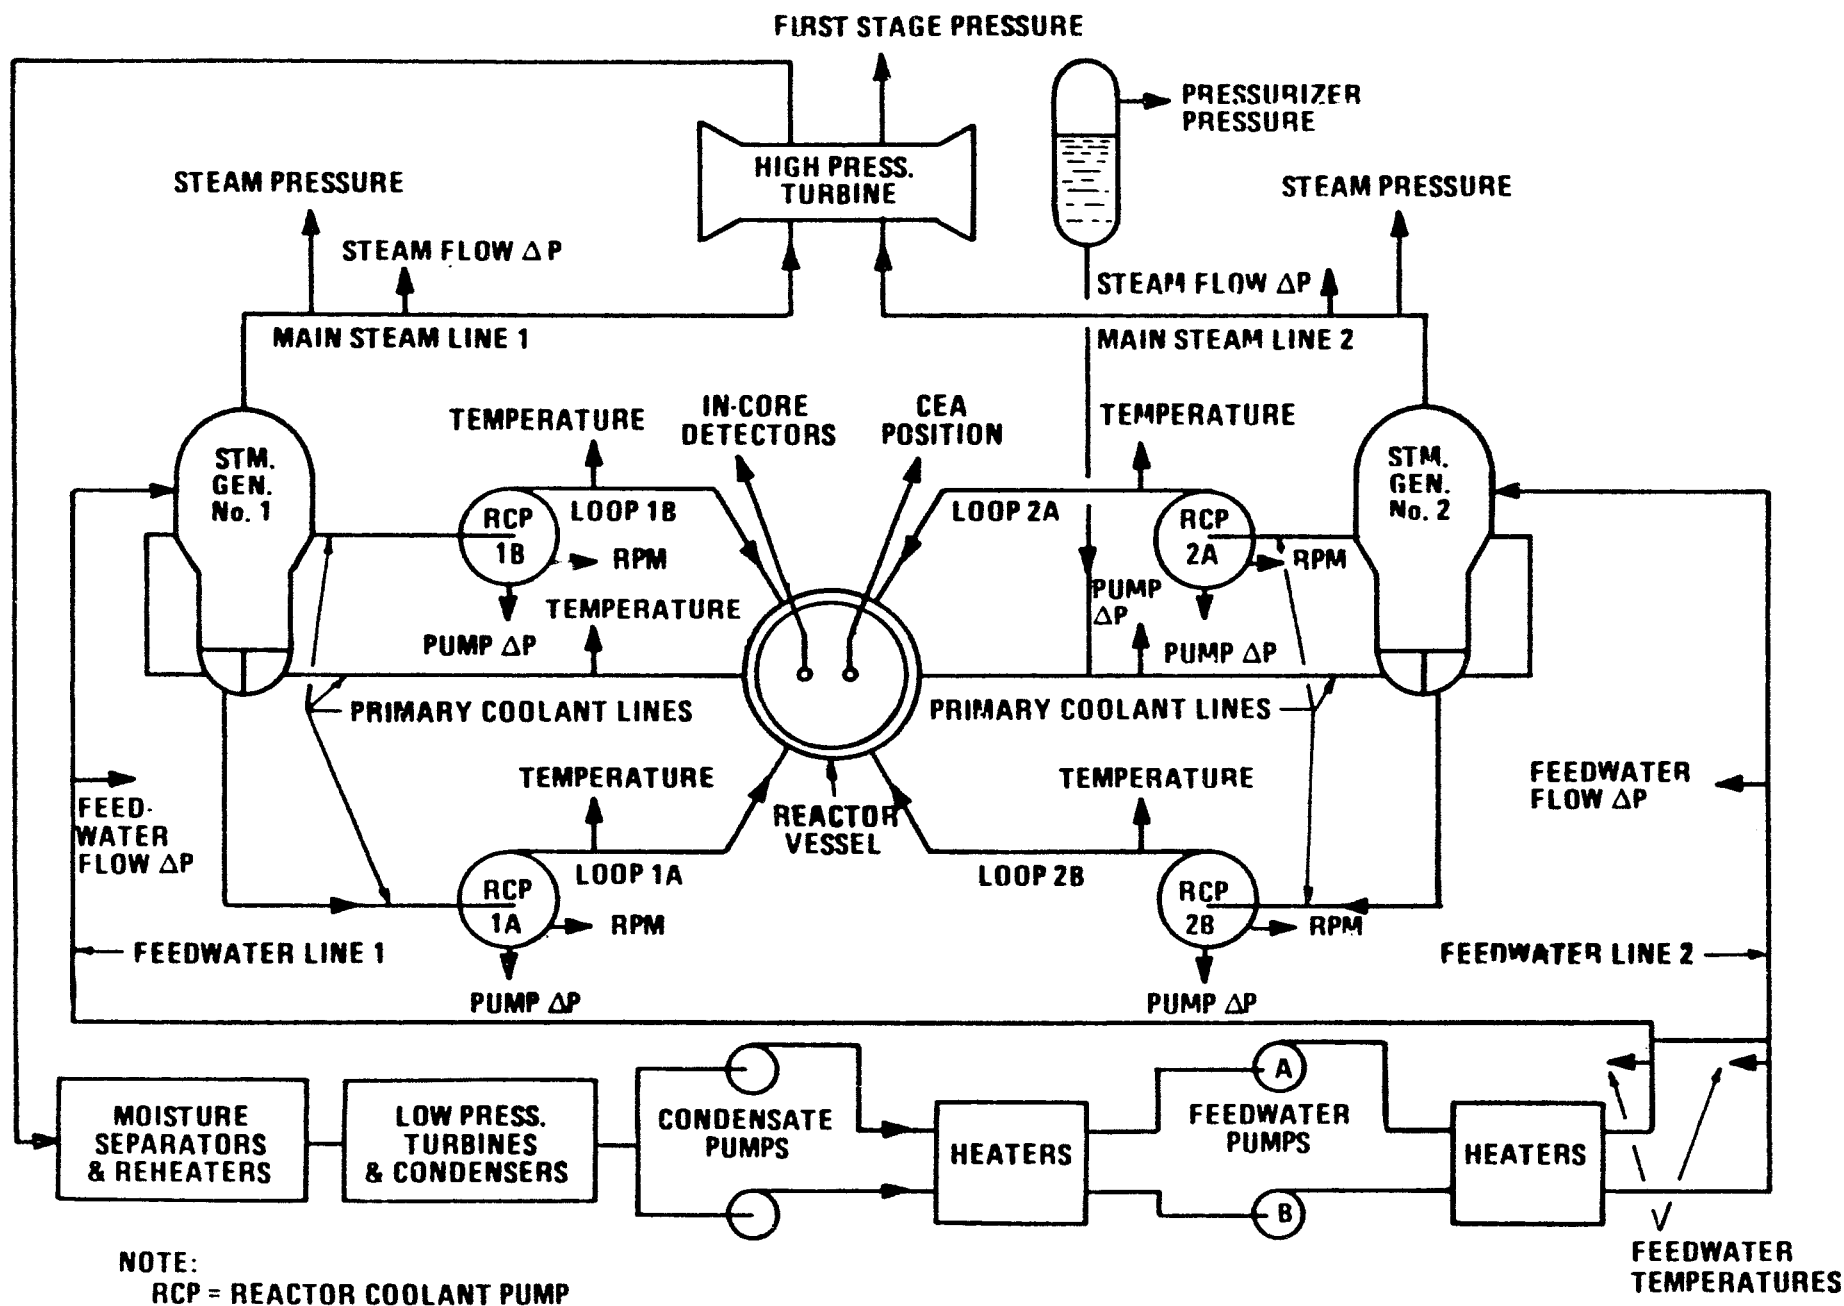 FIRST STAGE PRESSURE
PRESSURIZER
PRESSURE
HIGH PRESS.
TURBINE
STEAM PRESSURE
STEAM PRESSURE
STEAM FLOW ΔP
STEAM FLOW ΔP
MAIN STEAM LINE 1
MAIN STEAM LINE 2
TEMPERATURE
IN-CORE
DETECTORS
CEA
POSITION
TEMPERATURE
STM.
GEN.
No. 1
STM.
GEN.
No. 2
RCP
1B
LOOP 1B
LOOP 2A
RCP
2A
RPM
RPM
TEMPERATURE
PUMP
ΔP
PUMP ΔP
PUMP ΔP
PRIMARY COOLANT LINES
PRIMARY COOLANT LINES
TEMPERATURE
TEMPERATURE
FEEDWATER
FLOW ΔP
FEED-
WATER
FLOW ΔP
REACTOR
VESSEL
LOOP 1A
LOOP 2B
RCP
1A
RCP
2B
RPM
RPM
FEEDWATER LINE 1
FEEDWATER LINE 2
PUMP ΔP
PUMP ΔP
MOISTURE
SEPARATORS
& REHEATERS
LOW PRESS.
TURBINES
& CONDENSERS
CONDENSATE
PUMPS
HEATERS
A
FEEDWATER
PUMPS
B
HEATERS
FEEDWATER
TEMPERATURES
NOTE:
RCP = REACTOR COOLANT PUMP